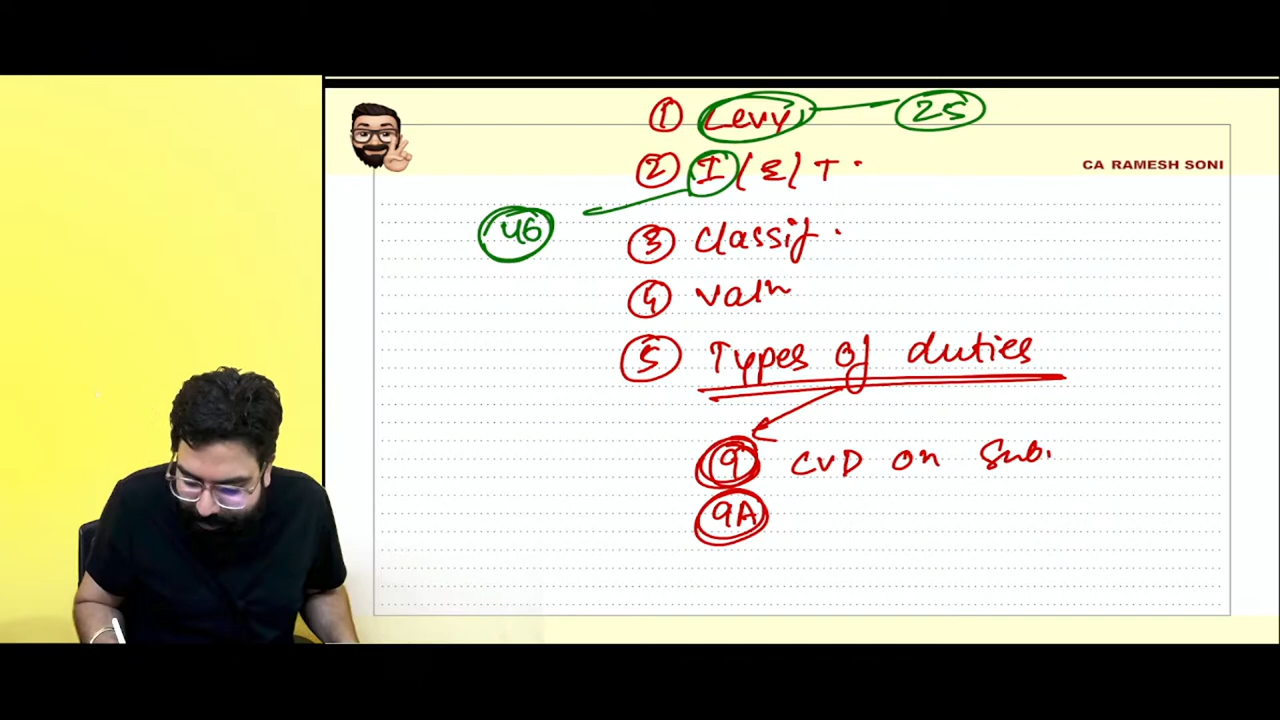 ① Levy 25
CA RAMESH SONI
② I/E/T.
46
③ Classif.
④ Valn
⑤ Types of duties
9 CVD on Sub.
9A